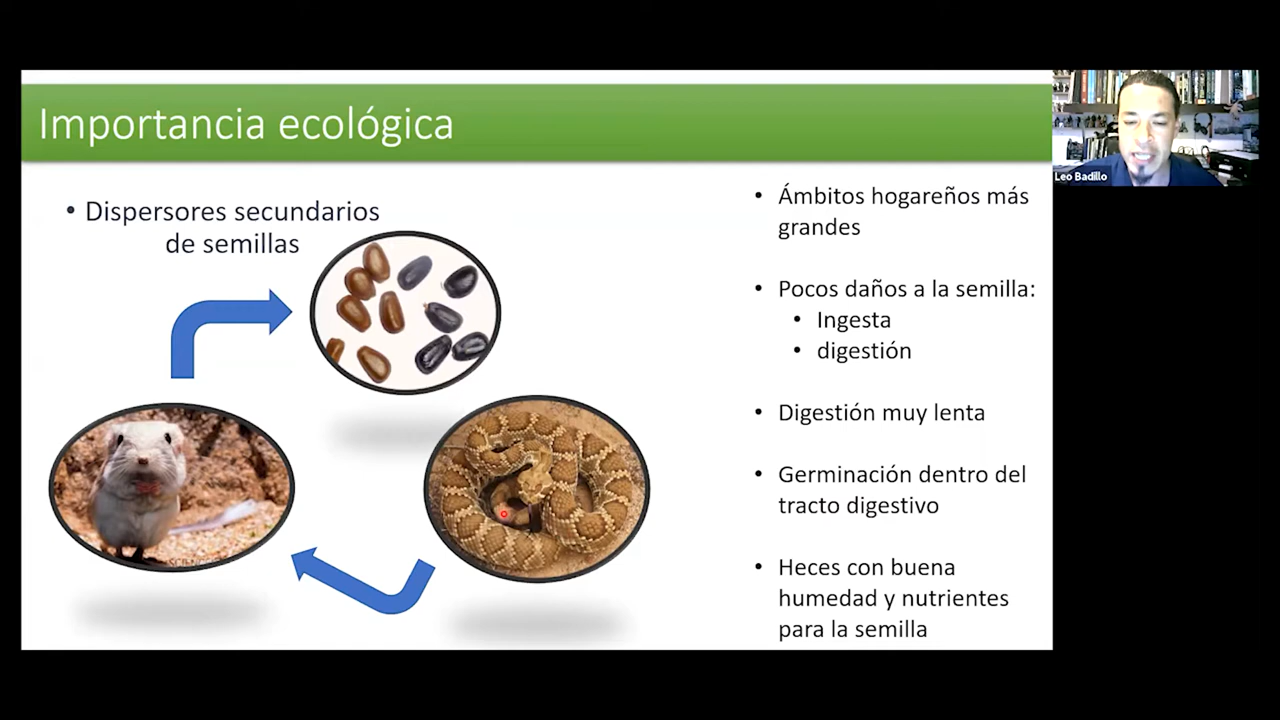 Importancia ecológica
• Dispersores secundarios
de semillas
• Ámbitos hogareños más
grandes
• Pocos daños a la semilla:
• Ingesta
• digestión
• Digestión muy lenta
• Germinación dentro del
tracto digestivo
• Heces con buena
humedad y nutrientes
para la semilla
Leo Badillo